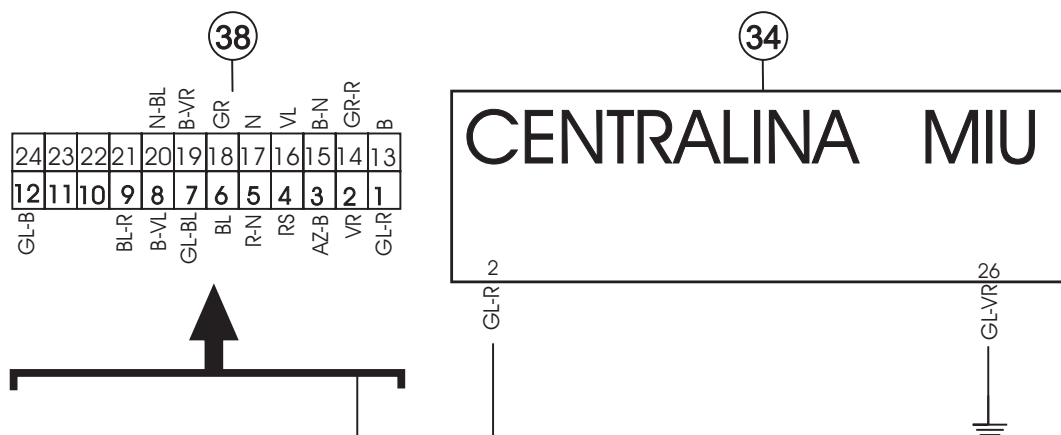 38
34
N-BL B-VR GR N VL B-N GR-R B
24 23 22 21 20 19 18 17 16 15 14 13
12 11 10 9 8 7 6 5 4 3 2 1
GL-B BL-R B-VL GL-BL BL R-N RS AZ-B VR GL-R
CENTRALINA MIU
2 26
GL-R GL-VR